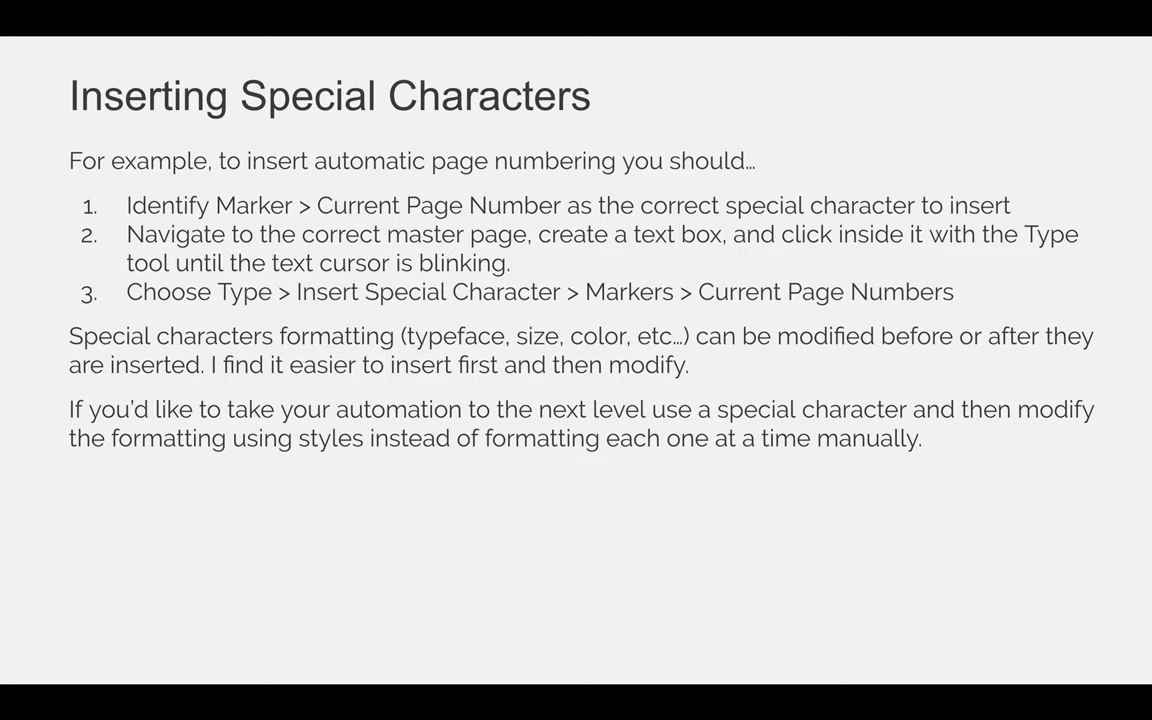 Inserting Special Characters
For example, to insert automatic page numbering you should…
1. Identify Marker > Current Page Number as the correct special character to insert
2. Navigate to the correct master page, create a text box, and click inside it with the Type
tool until the text cursor is blinking.
3. Choose Type > Insert Special Character > Markers > Current Page Numbers
Special characters formatting (typeface, size, color, etc…) can be modified before or after they
are inserted. I find it easier to insert first and then modify.
If you’d like to take your automation to the next level use a special character and then modify
the formatting using styles instead of formatting each one at a time manually.